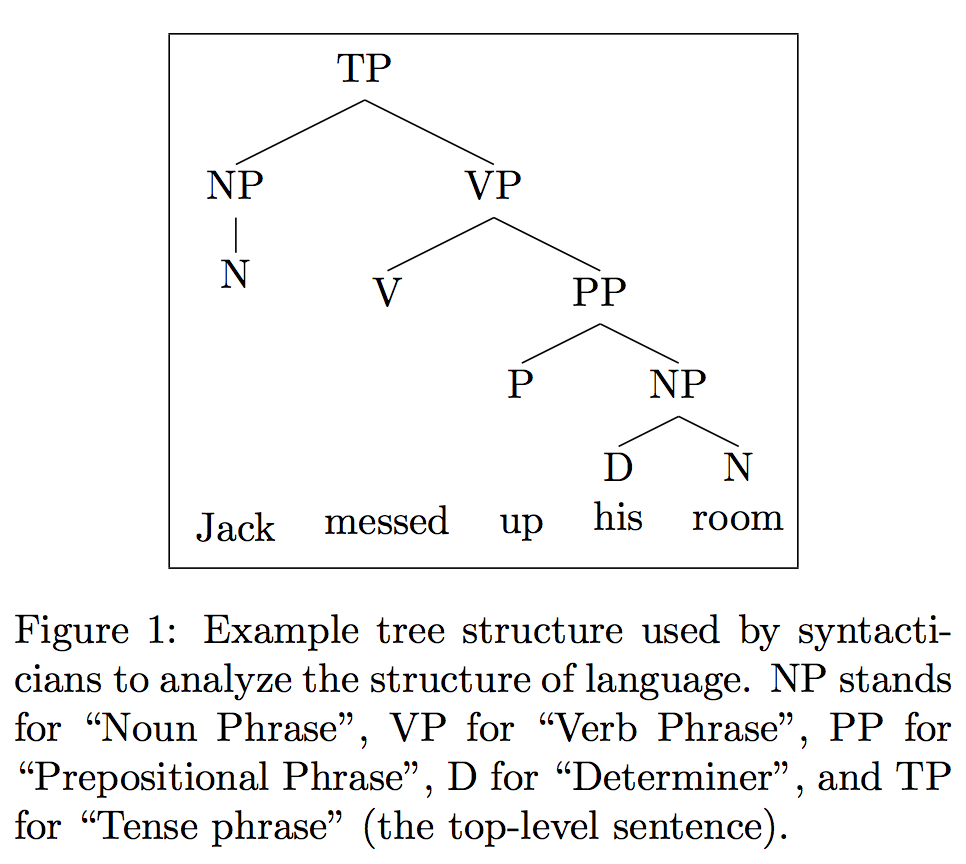 TP
NP VP
N V PP
P NP
D N
Jack messed up his room
Figure 1: Example tree structure used by syntacti-
cians to analyze the structure of language. NP stands
for “Noun Phrase”, VP for “Verb Phrase”, PP for
“Prepositional Phrase”, D for “Determiner”, and TP
for “Tense phrase” (the top-level sentence).